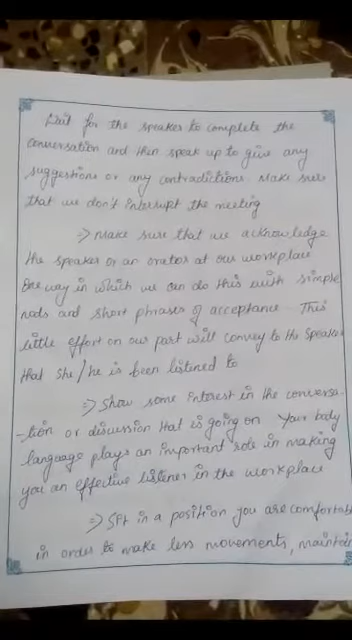 Wait for the speaker to complete the
conversation and then speak up to give any
suggestions or any contradictions. Make sure
that we don't interrupt the meeting
⇒ Make sure that we acknowledge
the speaker or an orator at our workplace
One way in which we can do this with simple
nods and short phrases of acceptance. This
little effort on our part will convey to the speaker
that she/he is been listened to
⇒ Show some interest in the conversa-
-tion or discussion that is going on your body
language plays an important role in making
you an effective listener in the workplace
⇒ Sit in a position you are comfortabl
in order to make less movements, maintain